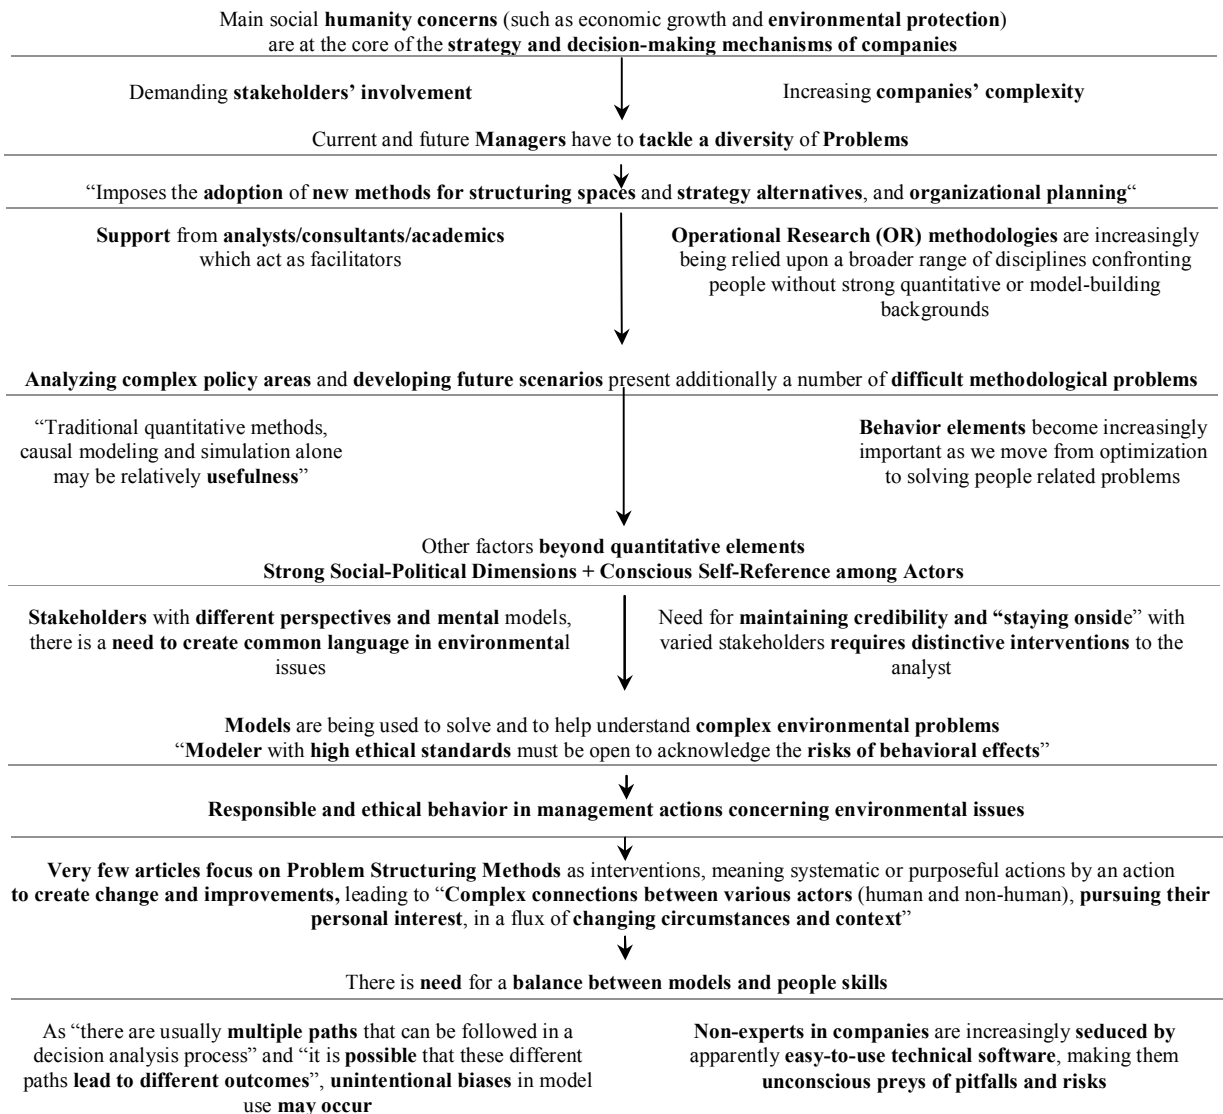 Main social humanity concerns (such as economic growth and environmental protection)
are at the core of the strategy and decision-making mechanisms of companies
Demanding stakeholders' involvement
Increasing companies' complexity
Current and future Managers have to tackle a diversity of Problems
“Imposes the adoption of new methods for structuring spaces and strategy alternatives, and organizational planning“
Support from analysts/consultants/academics
which act as facilitators
Operational Research (OR) methodologies are increasingly
being relied upon a broader range of disciplines confronting
people without strong quantitative or model-building
backgrounds
Analyzing complex policy areas and developing future scenarios present additionally a number of difficult methodological problems
“Traditional quantitative methods,
causal modeling and simulation alone
may be relatively usefulness”
Behavior elements become increasingly
important as we move from optimization
to solving people related problems
Other factors beyond quantitative elements
Strong Social-Political Dimensions + Conscious Self-Reference among Actors
Stakeholders with different perspectives and mental models,
there is a need to create common language in environmental
issues
Need for maintaining credibility and “staying onside” with
varied stakeholders requires distinctive interventions to the
analyst
Models are being used to solve and to help understand complex environmental problems
“Modeler with high ethical standards must be open to acknowledge the risks of behavioral effects”
Responsible and ethical behavior in management actions concerning environmental issues
Very few articles focus on Problem Structuring Methods as interventions, meaning systematic or purposeful actions by an action
to create change and improvements, leading to “Complex connections between various actors (human and non-human), pursuing their
personal interest, in a flux of changing circumstances and context”
There is need for a balance between models and people skills
As “there are usually multiple paths that can be followed in a
decision analysis process” and “it is possible that these different
paths lead to different outcomes”, unintentional biases in model
use may occur
Non-experts in companies are increasingly seduced by
apparently easy-to-use technical software, making them
unconscious preys of pitfalls and risks